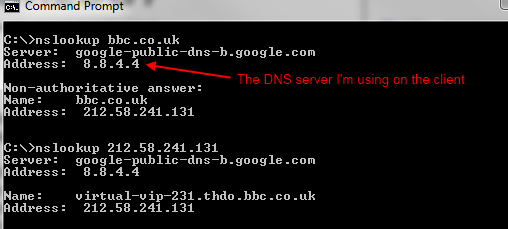 Command Prompt
C:\>nslookup bbc.co.uk
Server:  google-public-dns-b.google.com
Address:  8.8.4.4
The DNS server I'm using on the client
Non-authoritative answer:
Name:    bbc.co.uk
Address:  212.58.241.131
C:\>nslookup 212.58.241.131
Server:  google-public-dns-b.google.com
Address:  8.8.4.4
Name:    virtual-vip-231.thdo.bbc.co.uk
Address:  212.58.241.131